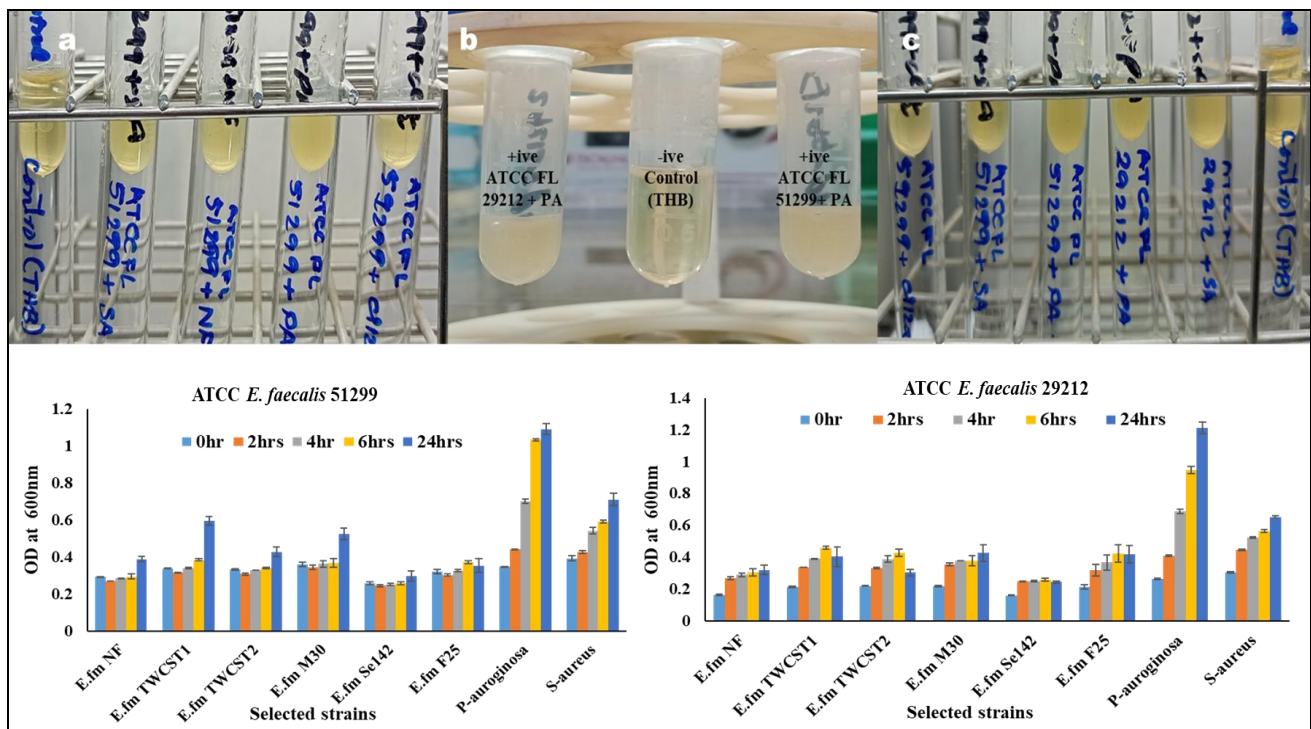 a
control
Control (THB)
ATCC FL
51299 + SA
ATCC FL
51299 + NF
ATCC FL
51299 + PA
51299 +
b
+ive
ATCC FL
29212 + PA
-ive
Control
(THB)
+ive
ATCC FL
51299+ PA
c
ATCC FL
ATCC FL
51299 + SA
ATCC FL
51299 + PA
ATCC FL
29212 + PA
ATCC FL
29212 + SA
Control (THB)
ATCC E. faecalis 51299
0hr 2hrs 4hr 6hrs 24hrs
OD at 600nm
1.2
1
0.8
0.6
0.4
0.2
0
E.fm NF
E.fm TWCST1
E.fm TWCST2
E.fm M30
E.fm Se142
E.fm F25
P-auroginosa
S-aureus
Selected strains
ATCC E. faecalis 29212
0hr 2hrs 4hr 6hrs 24hrs
OD at 600nm
1.4
1.2
1
0.8
0.6
0.4
0.2
0
E.fm NF
E.fm TWCST1
E.fm TWCST2
E.fm M30
E.fm Se142
E.fm F25
P-auroginosa
S-aureus
Selected strains